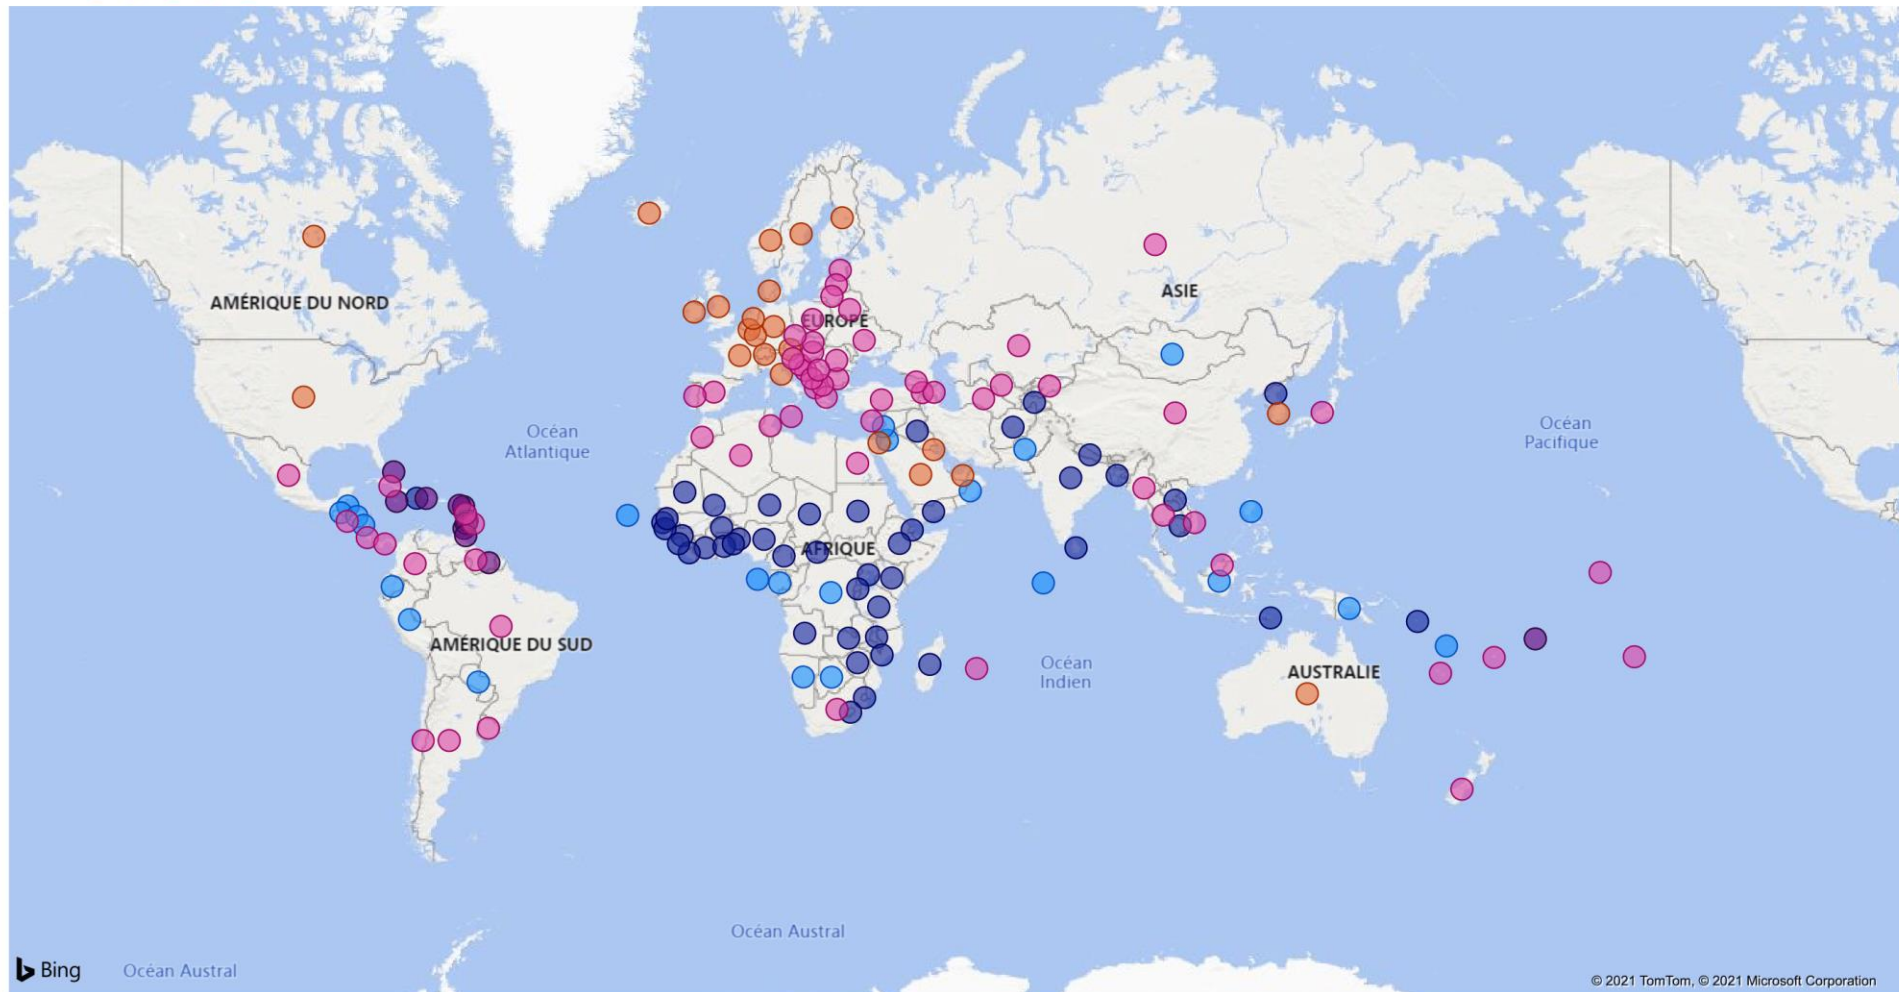 AMÉRIQUE DU NORD
EUROPE
ASIE
Océan
Atlantique
Océan
Pacifique
AFRIQUE
AMÉRIQUE DU SUD
Océan
Indien
AUSTRALIE
Océan Austral
Océan Austral
Bing
© 2021 TomTom, © 2021 Microsoft Corporation